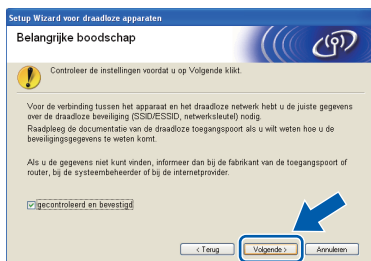 Setup Wizard voor draadloze apparaten
Belangrijke boodschap
Controleer de instellingen voordat u op Volgende klikt.
Voor de verbinding tussen het apparaat en het draadloze netwerk hebt u de juiste gegevens
over de draadloze beveiliging (SSID/ESSID, netwerksleutel) nodig.
Raadpleeg de documentatie van de draadloze toegangspoort als u wilt weten hoe u de
beveiligingsgegevens te weten komt.
Als u de gegevens niet kunt vinden, informeer dan bij de fabrikant van de toegangspoort of
router, bij de systeembeheerder of bij de internetprovider.
gecontroleerd en bevestigd
< Terug
Volgende >
Annuleren